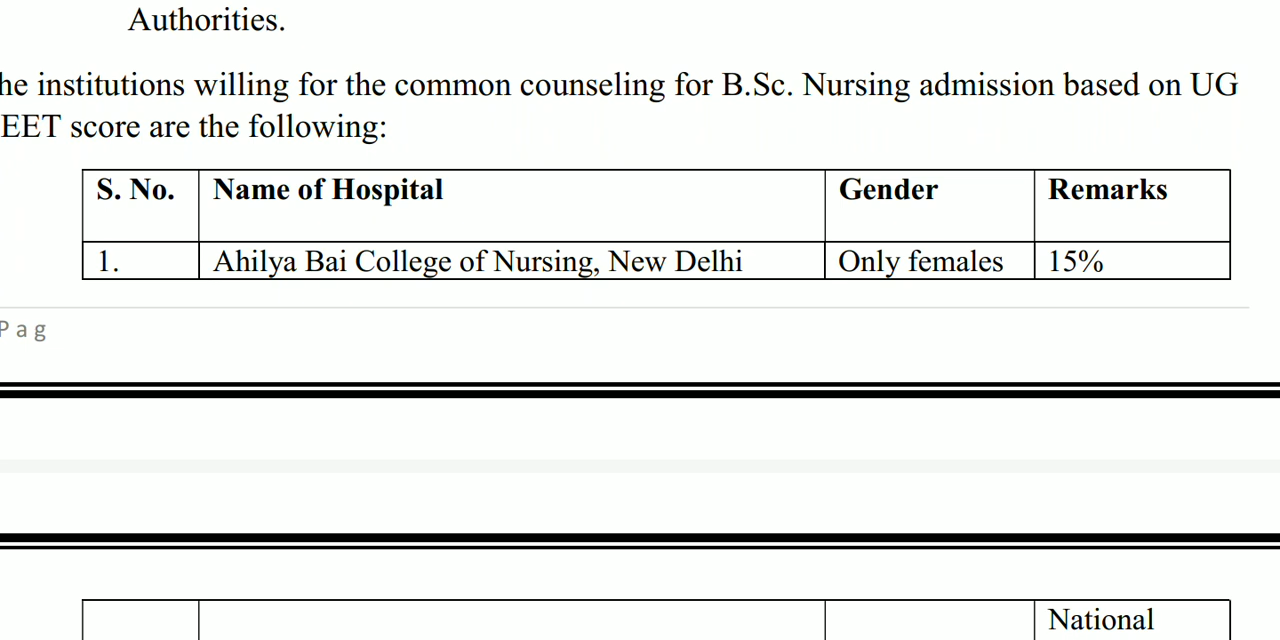 Authorities.
he institutions willing for the common counseling for B.Sc. Nursing admission based on UG
EET score are the following:
S. No. Name of Hospital Gender Remarks
1. Ahilya Bai College of Nursing, New Delhi Only females 15%
P a g
National